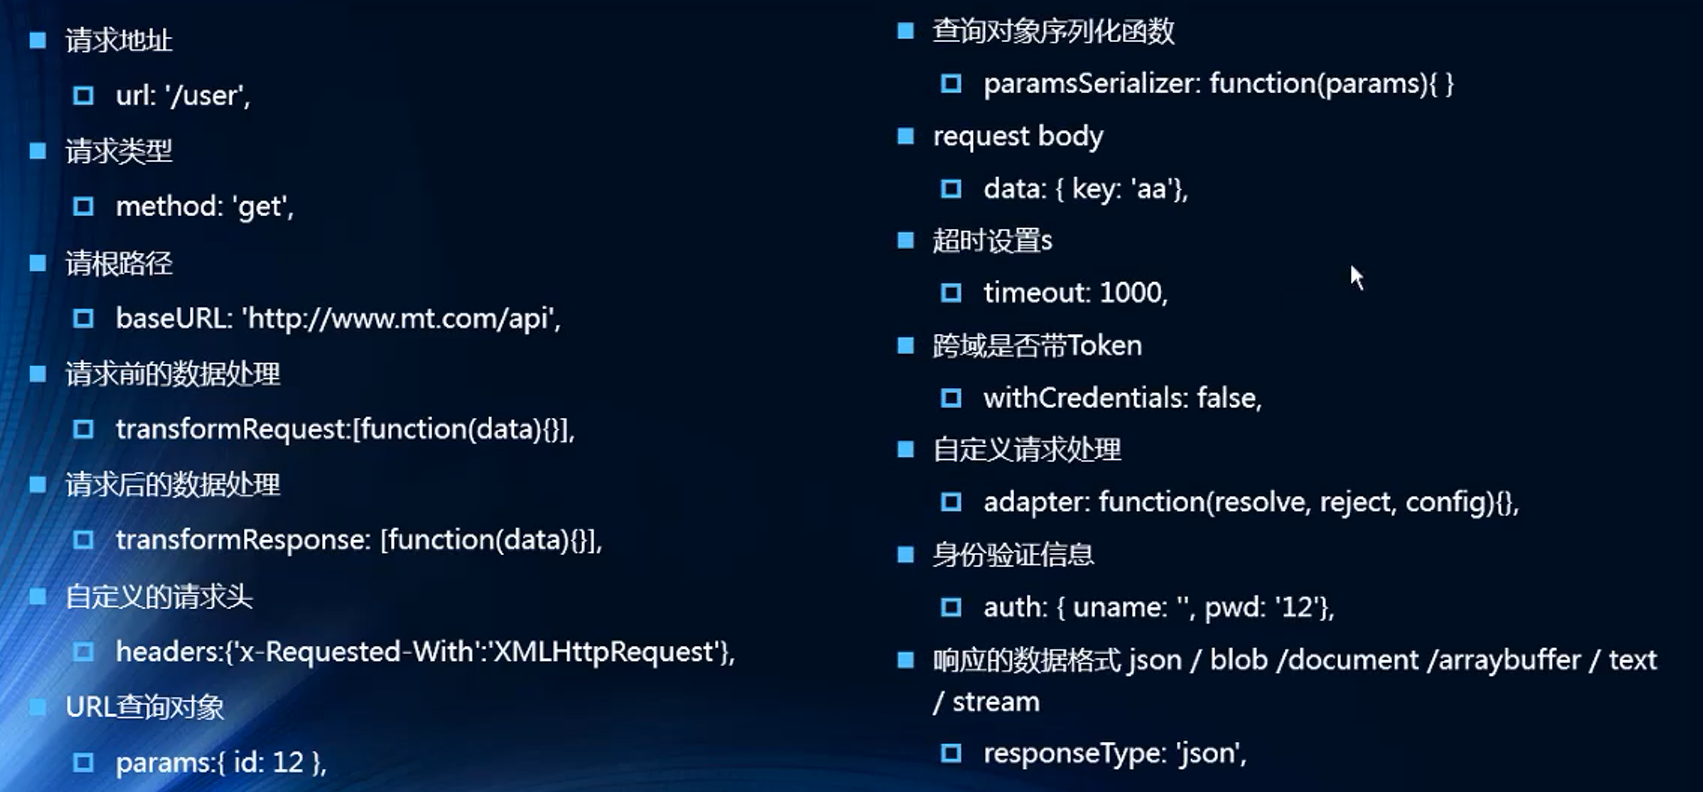 请求地址
url: '/user',
请求类型
method: 'get',
请根路径
baseURL: 'http://www.mt.com/api',
请求前的数据处理
transformRequest:[function(data){}],
请求后的数据处理
transformResponse: [function(data){}],
自定义的请求头
headers:{'x-Requested-With':'XMLHttpRequest'},
URL查询对象
params:{ id: 12 },
查询对象序列化函数
paramsSerializer: function(params){ }
request body
data: { key: 'aa'},
超时设置s
timeout: 1000,
跨域是否带Token
withCredentials: false,
自定义请求处理
adapter: function(resolve, reject, config){},
身份验证信息
auth: { uname: '', pwd: '12'},
响应的数据格式 json / blob /document /arraybuffer / text
/ stream
responseType: 'json',